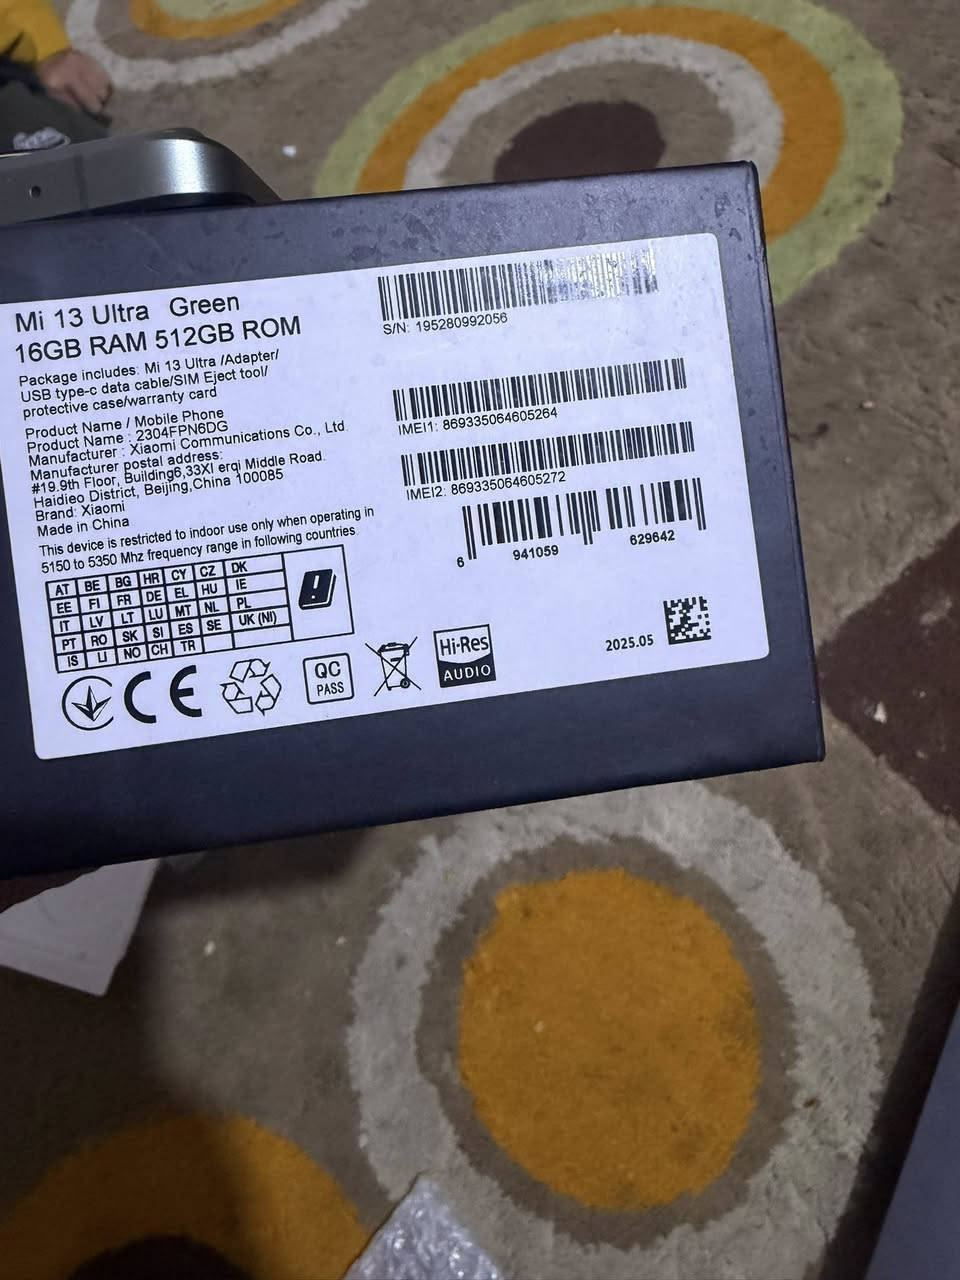 Mi 13 Ultra Green
16GB RAM 512GB ROM
Package includes: Mi 13 Ultra /Adapter/
USB type-c data cable/SIM Eject tool/
protective case/warranty card
Product Name / Mobile Phone
Product Name : 2304FPN6DG
Manufacturer : Xiaomi Communications Co., Ltd.
Manufacturer postal address:
#19.9th Floor, Building6,33XI erqi Middle Road.
Haidieo District, Beijing,China 100085
Brand: Xiaomi
Made in China
This device is restricted to indoor use only when operating in
5150 to 5350 Mhz frequency range in following countries
AT BE BG HR CY CZ DK
EE FI FR DE EL HU IE
IT LV LT LU MT NL PL
PT RO SK SI ES SE UK (NI)
IS LI NO CH TR
!
CE
QC
PASS
Hi-Res
AUDIO
S/N: 195280992056
IMEI1: 869335064605264
IMEI2: 869335064605272
6 941059 629642
2025.05